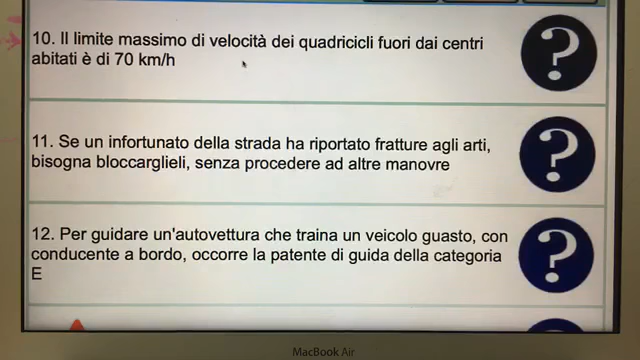 10. Il limite massimo di velocità dei quadricicli fuori dai centri
abitati è di 70 km/h
11. Se un infortunato della strada ha riportato fratture agli arti,
bisogna bloccarglieli, senza procedere ad altre manovre
12. Per guidare un'autovettura che traina un veicolo guasto, con
conducente a bordo, occorre la patente di guida della categoria
E
MacBook Air